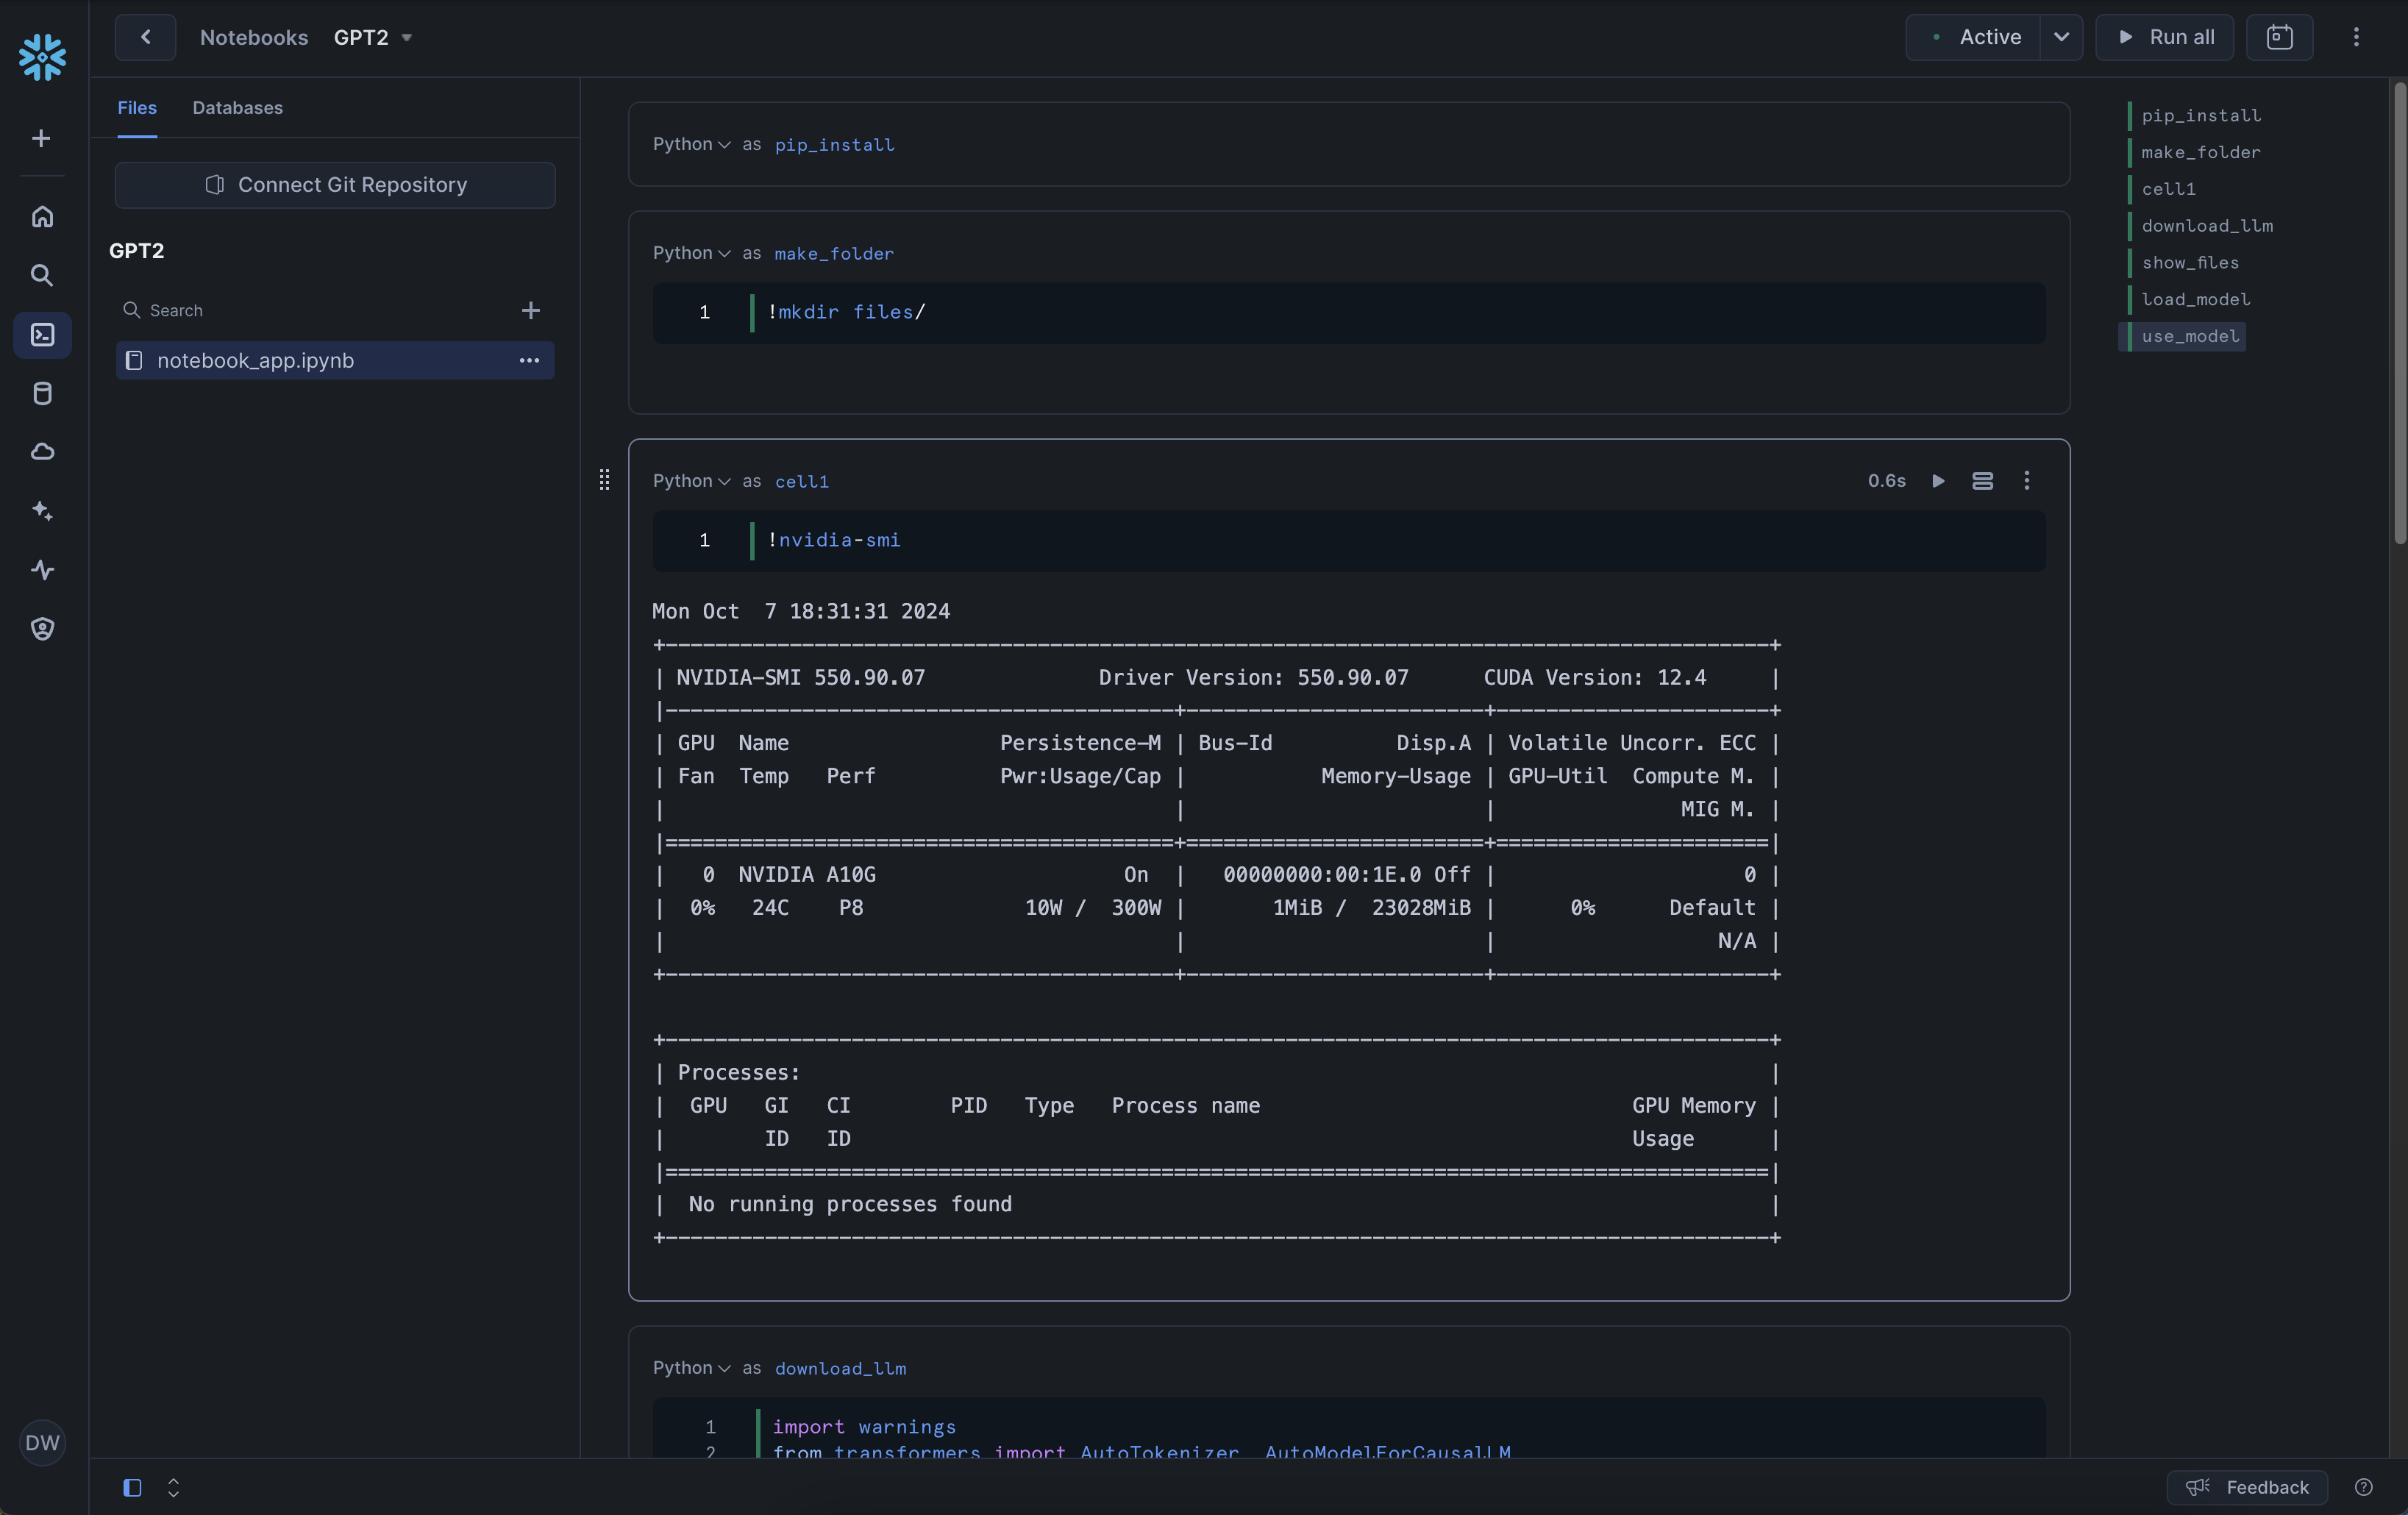 Notebooks GPT2
Active
Run all
Files Databases
Connect Git Repository
GPT2
Search
notebook_app.ipynb
DW
Python as pip_install
Python as make_folder
1 !mkdir files/
Python as cell1 0.6s
1 !nvidia-smi
Mon Oct  7 18:31:31 2024
+-----------------------------------------------------------------------------------------+
| NVIDIA-SMI 550.90.07              Driver Version: 550.90.07      CUDA Version: 12.4     |
|-----------------------------------------+------------------------+----------------------+
| GPU  Name                 Persistence-M | Bus-Id          Disp.A | Volatile Uncorr. ECC |
| Fan  Temp   Perf          Pwr:Usage/Cap |           Memory-Usage | GPU-Util  Compute M. |
|                                         |                        |               MIG M. |
|=========================================+========================+======================|
|   0  NVIDIA A10G                    On  |   00000000:00:1E.0 Off |                    0 |
|  0%   24C    P8             10W /  300W |       1MiB /  23028MiB |      0%      Default |
|                                         |                        |                  N/A |
+-----------------------------------------+------------------------+----------------------+
+-----------------------------------------------------------------------------------------+
| Processes:                                                                              |
|  GPU   GI   CI        PID   Type   Process name                              GPU Memory |
|        ID   ID                                                               Usage      |
|=========================================================================================|
|  No running processes found                                                             |
+-----------------------------------------------------------------------------------------+
Python as download_llm
1 import warnings
2 from transformers import AutoTokenizer, AutoModelForCausalLM
pip_install
make_folder
cell1
download_llm
show_files
load_model
use_model
Feedback